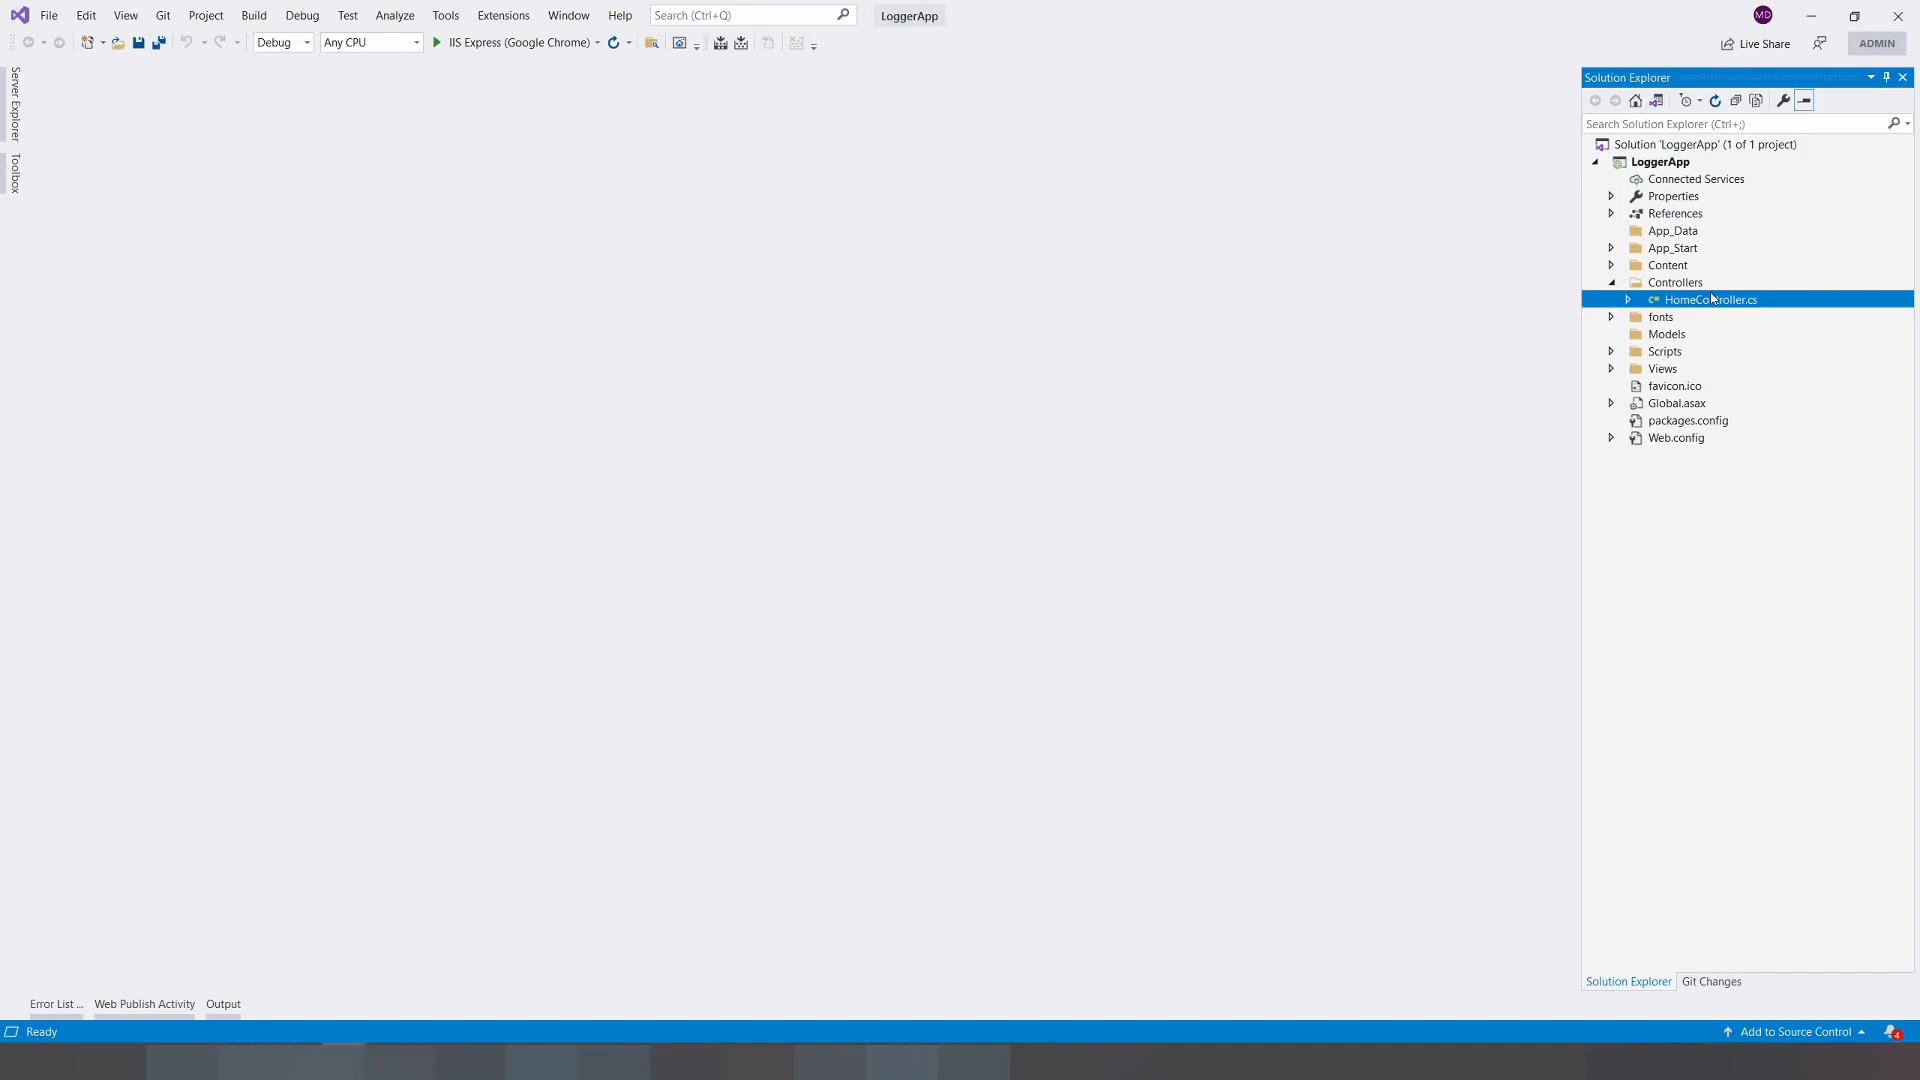 File Edit View Git Project Build Debug Test Analyze Tools Extensions Window Help Search (Ctrl+Q) LoggerApp MD
Debug Any CPU IIS Express (Google Chrome) Live Share ADMIN
Server Explorer
Toolbox
Solution Explorer
Search Solution Explorer (Ctrl+;)
Solution 'LoggerApp' (1 of 1 project)
LoggerApp
Connected Services
Properties
References
App_Data
App_Start
Content
Controllers
HomeController.cs
fonts
Models
Scripts
Views
favicon.ico
Global.asax
packages.config
Web.config
Solution Explorer Git Changes
Error List ... Web Publish Activity Output
Ready Add to Source Control 4